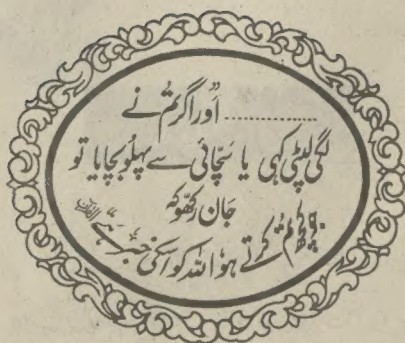 .............. "اور اگر تم نے
لگی لپٹی کہی یا سچائی سے پہلو بچایا تو
جان رکھو کہ
جو کچھ تم کرتے ہو اللہ کو اسکی خبر ہے" (القرآن)